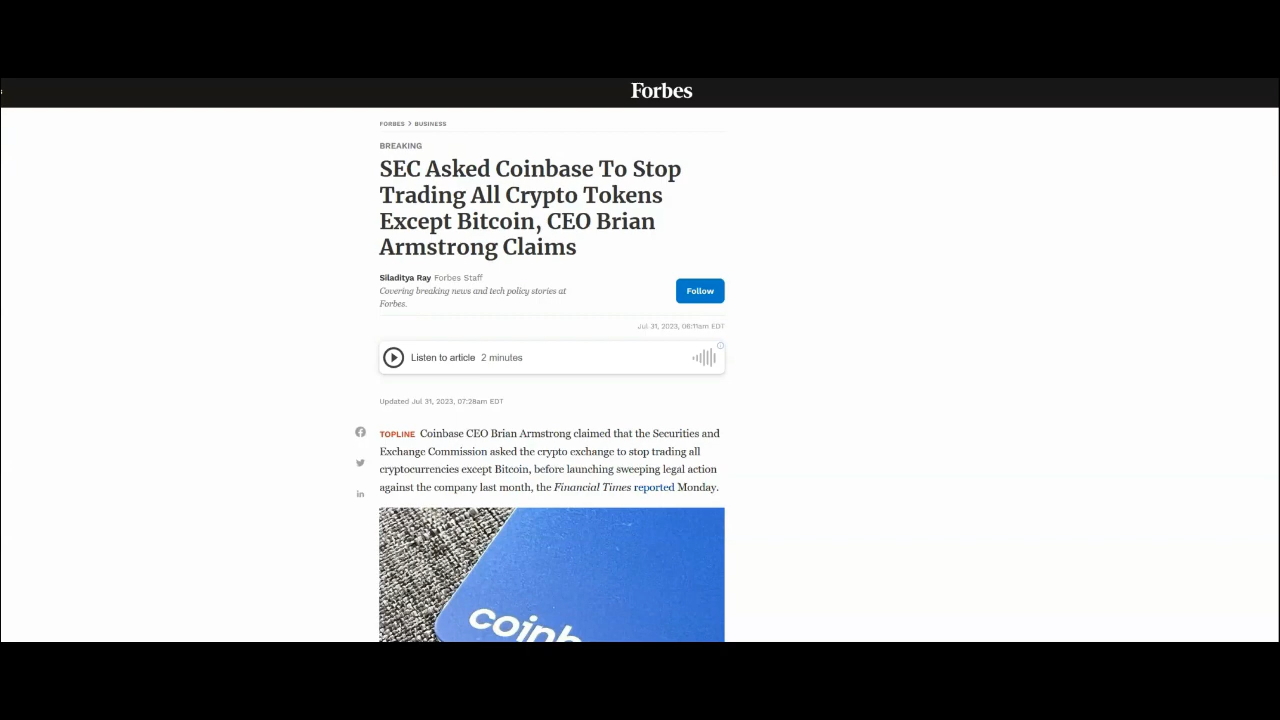 Forbes
FORBES > BUSINESS
BREAKING
SEC Asked Coinbase To Stop
Trading All Crypto Tokens
Except Bitcoin, CEO Brian
Armstrong Claims
Siladitya Ray Forbes Staff
Covering breaking news and tech policy stories at
Forbes.
Follow
Jul 31, 2023, 06:11am EDT
Listen to article 2 minutes
Updated Jul 31, 2023, 07:28am EDT
TOPLINE Coinbase CEO Brian Armstrong claimed that the Securities and
Exchange Commission asked the crypto exchange to stop trading all
cryptocurrencies except Bitcoin, before launching sweeping legal action
against the company last month, the Financial Times reported Monday.
coinb